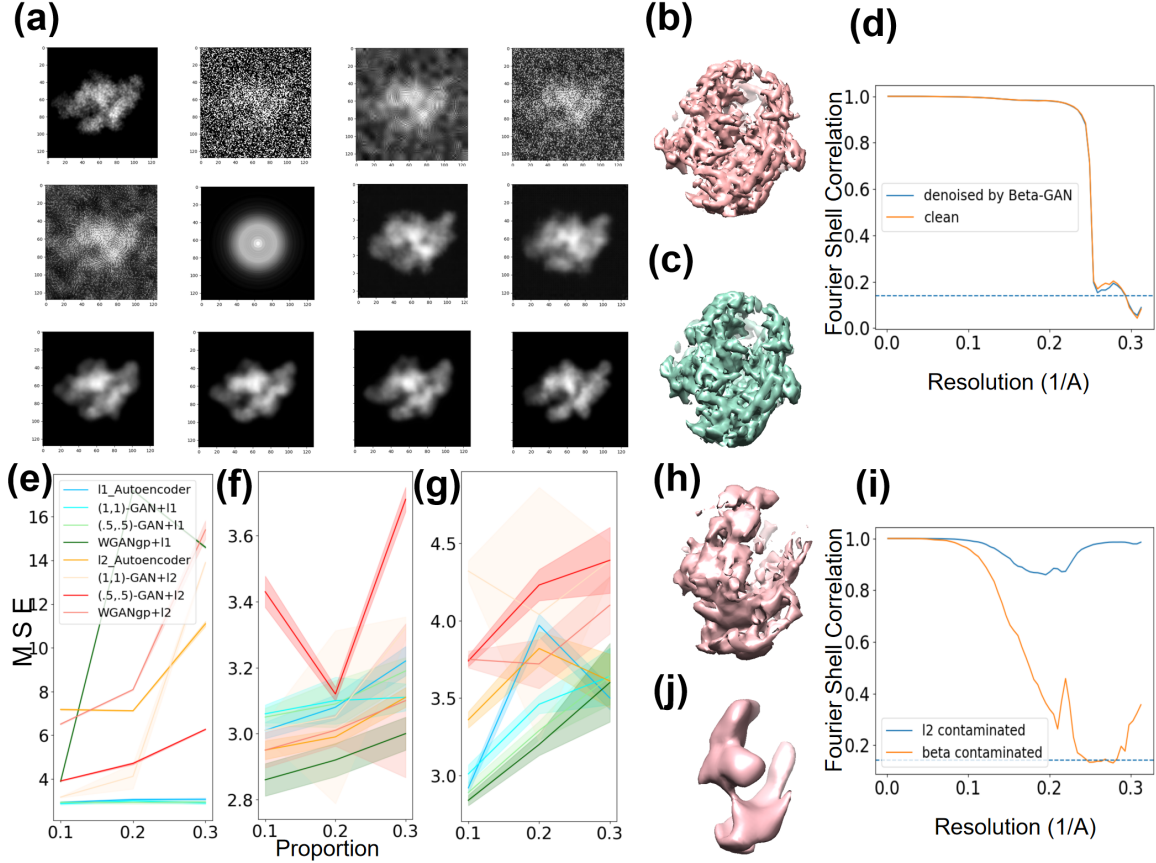 (a)
(b)
(c)
(d)
1.0
0.8
0.6
0.4
0.2
0.0
Fourier Shell Correlation
denoised by Beta-GAN
clean
0.0
0.1
0.2
0.3
Resolution (1/A)
(e)
16
14
12
10
8
6
4
MSE
l1_Autoencoder
(1,1)-GAN+l1
(.5,.5)-GAN+l1
WGANgp+l1
l2_Autoencoder
(1,1)-GAN+l2
(.5,.5)-GAN+l2
WGANgp+l2
0.1
0.2
0.3
(f)
3.6
3.4
3.2
3.0
2.8
0.1
0.2
0.3
Proportion
(g)
4.5
4.0
3.5
3.0
0.1
0.2
0.3
(h)
(j)
(i)
1.0
0.8
0.6
0.4
0.2
Fourier Shell Correlation
l2 contaminated
beta contaminated
0.0
0.1
0.2
0.3
Resolution (1/A)